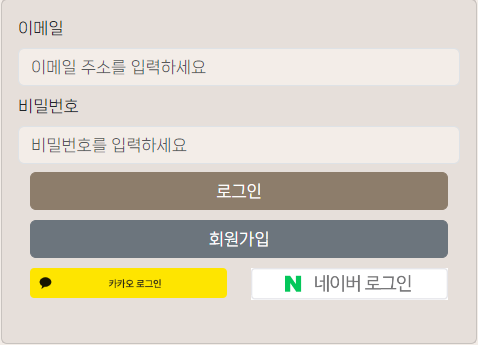 이메일
이메일 주소를 입력하세요
비밀번호
비밀번호를 입력하세요
로그인
회원가입
카카오 로그인
N 네이버 로그인